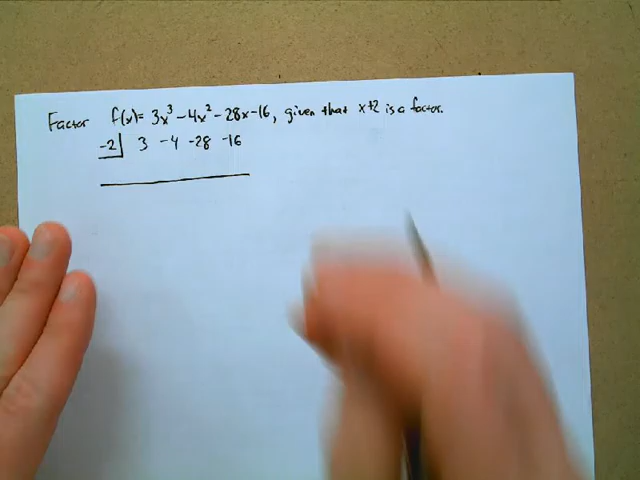 Factor f(x)= 3x³ -4x² -28x-16, given that x+2 is a factor.
-2| 3 -4 -28 -16